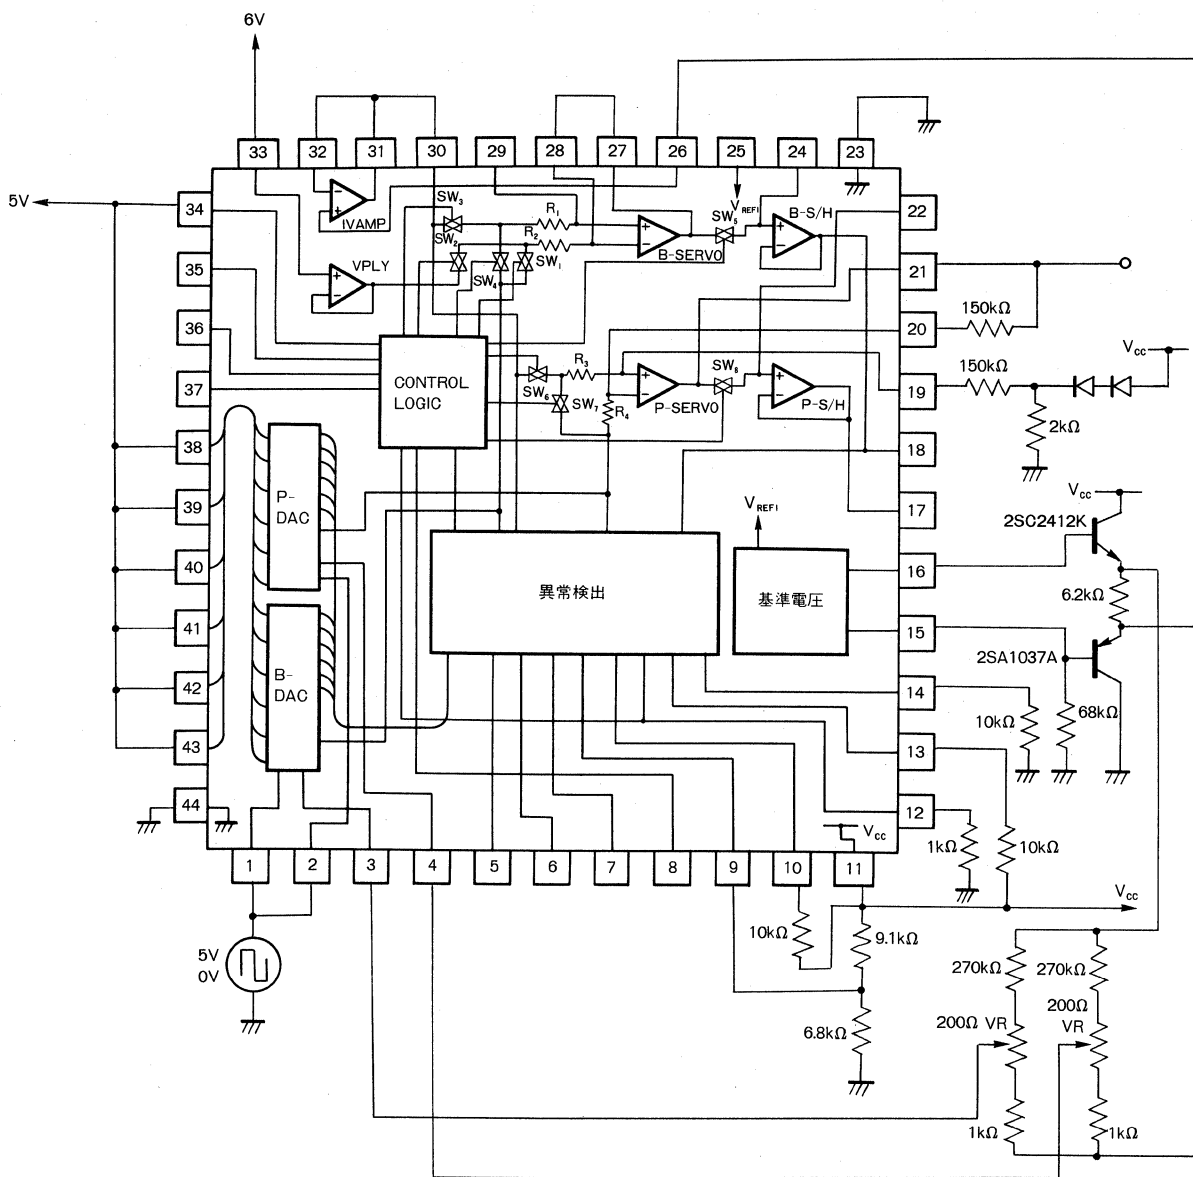 6V
33
32
31
30
29
28
27
26
25
24
23
5V
34
35
36
37
38
39
40
41
42
43
44
SW₃
R₁
IVAMP
SW₂
R₂
SW₄
SW₁
VPLY
B-SERVO
VREF1
SW₅
B-S/H
CONTROL
LOGIC
R₃
SW₆
SW₇
R₄
P-SERVO
SW₈
P-S/H
P-
DAC
B-
DAC
異常検出
VREF1
基準電圧
22
21
20
19
18
17
16
15
14
13
12
150kΩ
150kΩ
Vcc
2kΩ
Vcc
2SC2412K
6.2kΩ
2SA1037A
68kΩ
10kΩ
1kΩ
10kΩ
Vcc
1
2
3
4
5
6
7
8
9
10
11
Vcc
5V
0V
10kΩ
9.1kΩ
6.8kΩ
270kΩ
270kΩ
200Ω VR
200Ω
VR
1kΩ
1kΩ